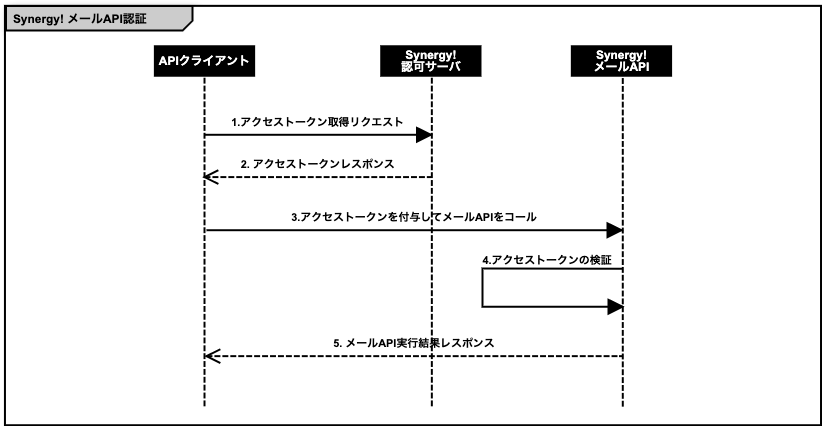 Synergy! メールAPI認証
APIクライアント
Synergy!
認可サーバ
Synergy!
メールAPI
1.アクセストークン取得リクエスト
2. アクセストークンレスポンス
3.アクセストークンを付与してメールAPIをコール
4.アクセストークンの検証
5. メールAPI実行結果レスポンス